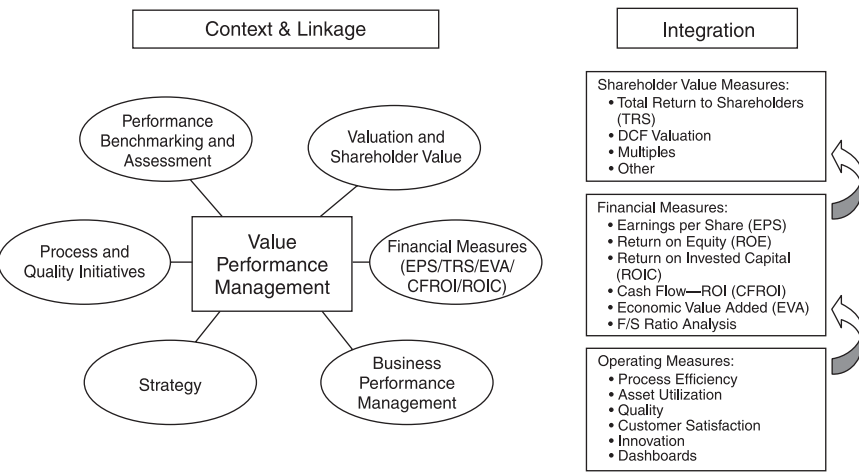 Context & Linkage
Performance
Benchmarking and
Assessment
Valuation and
Shareholder Value
Process and
Quality Initiatives
Value
Performance
Management
Financial Measures
(EPS/TRS/EVA/
CFROI/ROIC)
Strategy
Business
Performance
Management
Integration
Shareholder Value Measures:
• Total Return to Shareholders
(TRS)
• DCF Valuation
• Multiples
• Other
Financial Measures:
• Earnings per Share (EPS)
• Return on Equity (ROE)
• Return on Invested Capital
(ROIC)
• Cash Flow—ROI (CFROI)
• Economic Value Added (EVA)
• F/S Ratio Analysis
Operating Measures:
• Process Efficiency
• Asset Utilization
• Quality
• Customer Satisfaction
• Innovation
• Dashboards